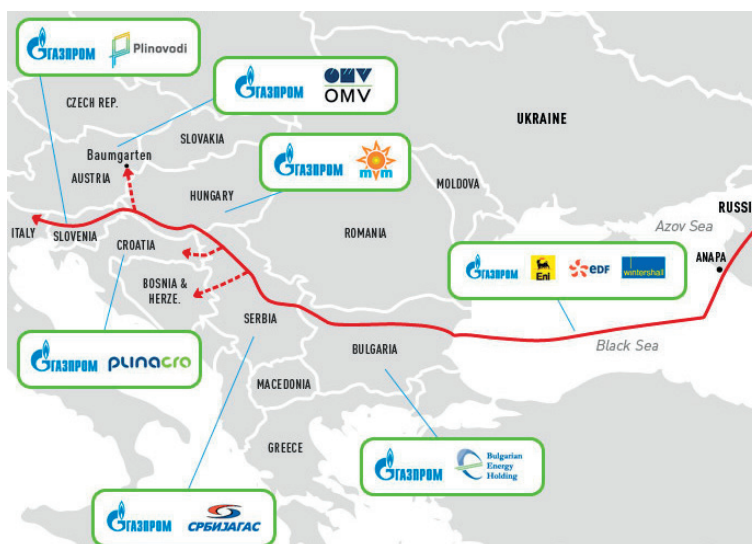 ГАЗПРОМ Plinovodi
ГАЗПРОМ OMV
OMV
CZECH REP.
UKRAINE
SLOVAKIA
Baumgarten
ГАЗПРОМ mvm
AUSTRIA
MOLDOVA
HUNGARY
RUSSI
Azov Sea
ITALY
SLOVENIA
ROMANIA
CROATIA
ANAPA
ГАЗПРОМ Eni eDF wintershall
BOSNIA &
HERZE.
SERBIA
Black Sea
BULGARIA
ГАЗПРОМ PLINACRO
MACEDONIA
GREECE
ГАЗПРОМ Bulgarian
Energy
Holding
ГАЗПРОМ СРБИЈАГАС